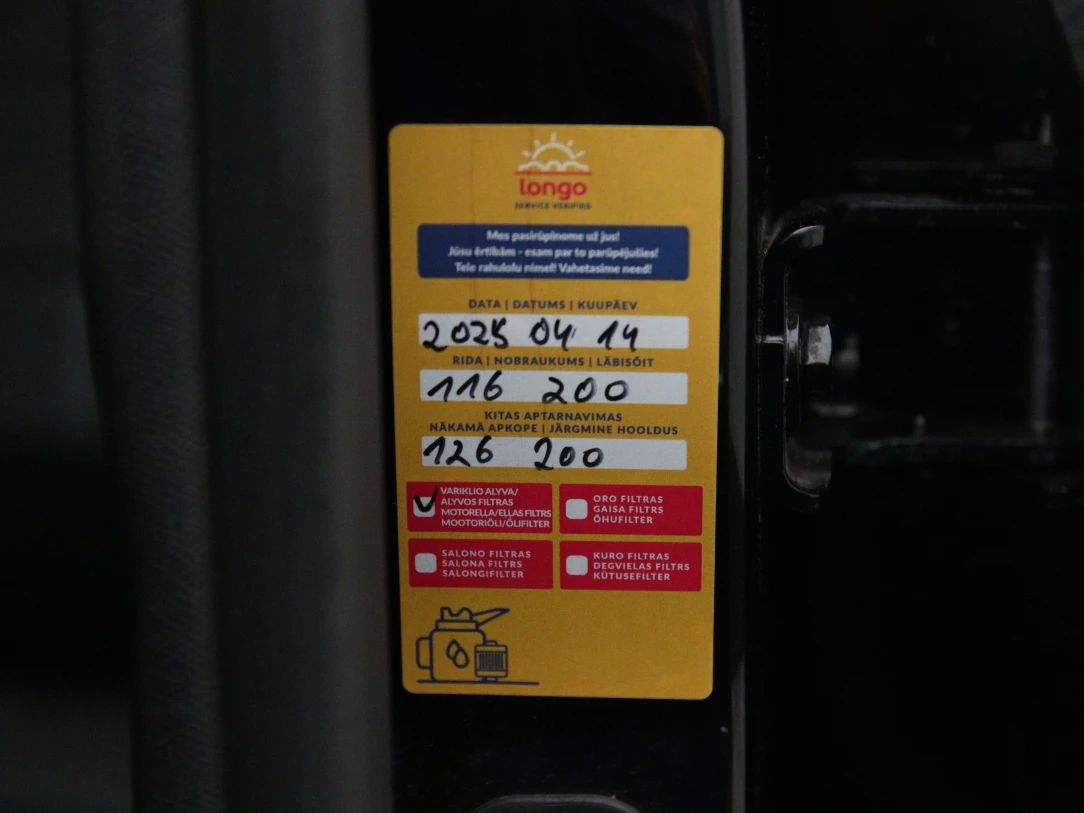 longo
SERVICE VERIFIED
Mes pasirūpinome už jus!
Jūsu ērtībām - esam par to parūpējušies!
Teie rahulolu nimel! Vahetasime need!
DATA | DATUMS | KUUPÄEV
2025 04 14
RIDA | NOBRAUKUMS | LÄBISÕIT
116 200
KITAS APTARNAVIMAS
NĀKAMĀ APKOPE | JÄRGMINE HOOLDUS
126 200
VARIKLIO ALYVA/
ALYVOS FILTRAS
MOTOREĻĻA/EĻĻAS FILTRS
MOOTORIÕLI/ÕLIFILTER
ORO FILTRAS
GAISA FILTRS
ÕHUFILTER
SALONO FILTRAS
SALONA FILTRS
SALONGIFILTER
KURO FILTRAS
DEGVIELAS FILTRS
KÜTUSEFILTER